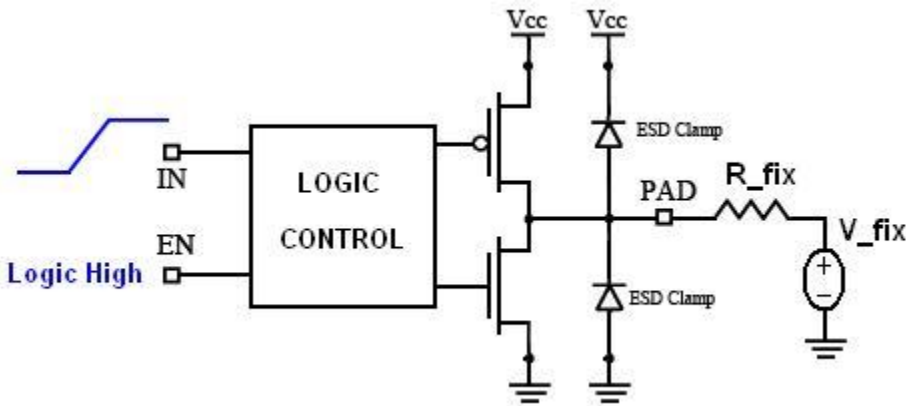 Vcc
Vcc
ESD Clamp
IN
LOGIC
CONTROL
PAD
R_fix
V_fix
EN
Logic High
ESD Clamp
+
−